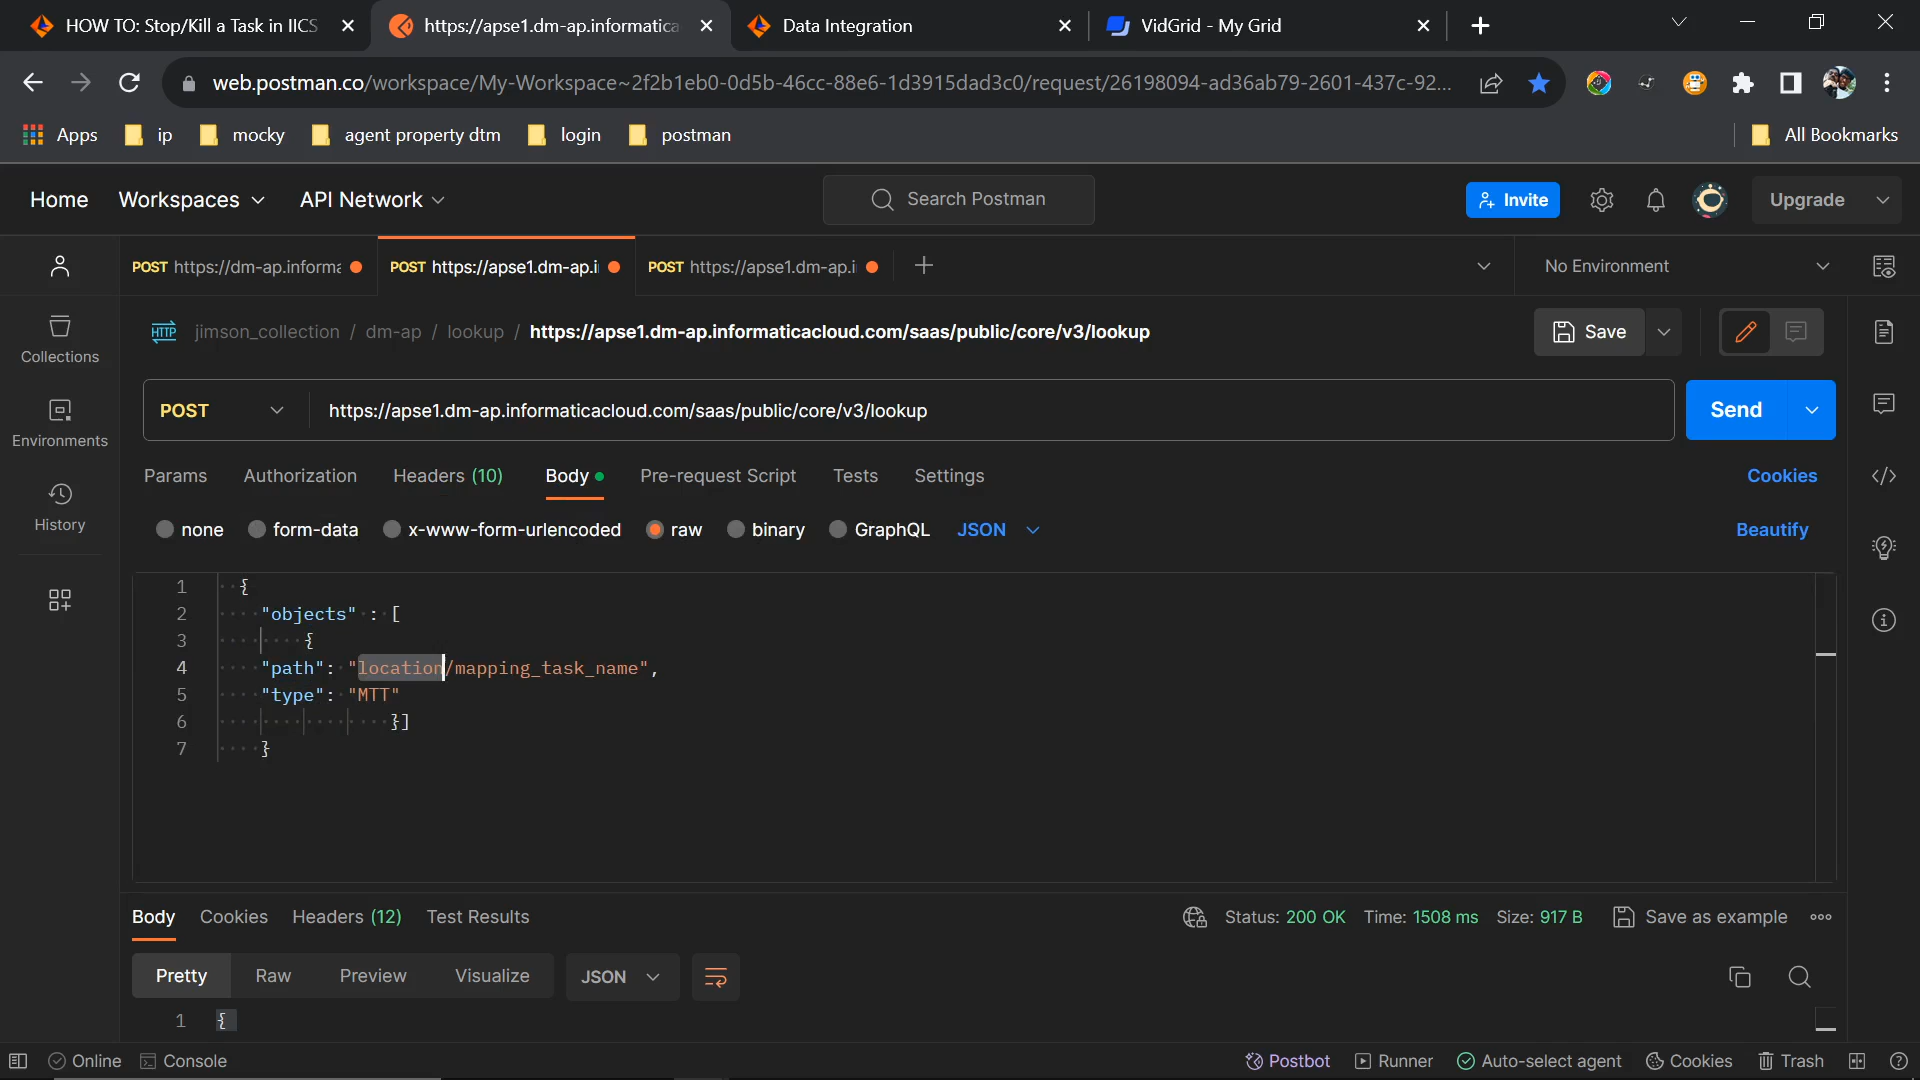 HOW TO: Stop/Kill a Task in IICS
https://apse1.dm-ap.informatica
Data Integration
VidGrid - My Grid
web.postman.co/workspace/My-Workspace~2f2b1eb0-0d5b-46cc-88e6-1d3915dad3c0/request/26198094-ad36ab79-2601-437c-92...
Apps
ip
mocky
agent property dtm
login
postman
All Bookmarks
Home
Workspaces
API Network
Search Postman
Invite
Upgrade
POST https://dm-ap.informa
POST https://apse1.dm-ap.i
POST https://apse1.dm-ap.i
No Environment
Collections
Environments
History
HTTP jimson_collection / dm-ap / lookup / https://apse1.dm-ap.informaticacloud.com/saas/public/core/v3/lookup
Save
POST
https://apse1.dm-ap.informaticacloud.com/saas/public/core/v3/lookup
Send
Params
Authorization
Headers (10)
Body
Pre-request Script
Tests
Settings
Cookies
none
form-data
x-www-form-urlencoded
raw
binary
GraphQL
JSON
Beautify
1 {
2 "objects" : [
3 {
4 "path": "location/mapping_task_name",
5 "type": "MTT"
6 }]
7 }
Body
Cookies
Headers (12)
Test Results
Status: 200 OK
Time: 1508 ms
Size: 917 B
Save as example
Pretty
Raw
Preview
Visualize
JSON
1 {
Online
Console
Postbot
Runner
Auto-select agent
Cookies
Trash